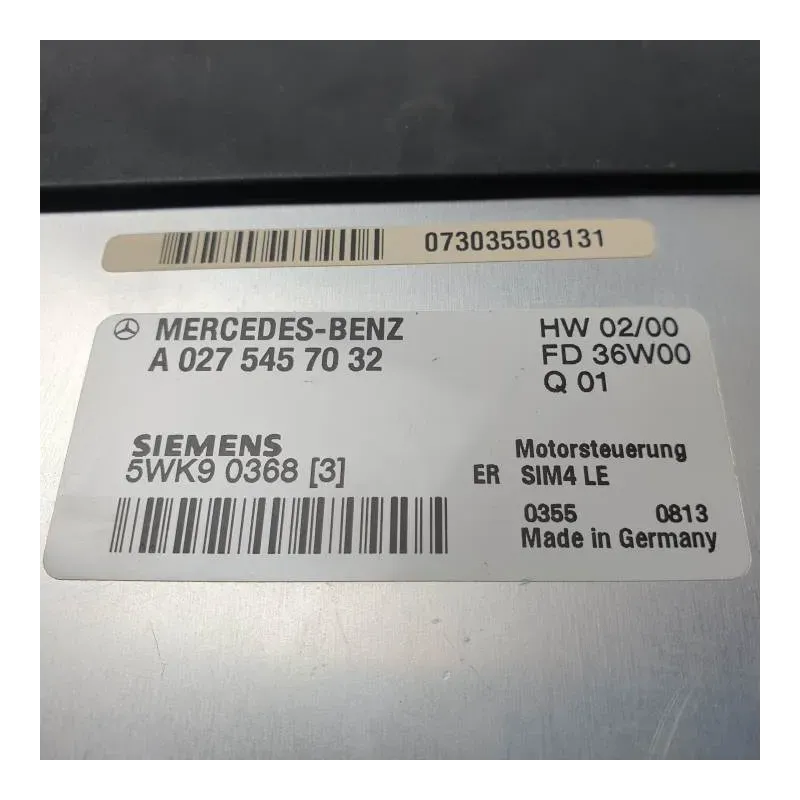 073035508131
MERCEDES-BENZ
A 027 545 70 32
HW 02/00
FD 36W00
Q 01
SIEMENS
5WK9 0368 [3]
Motorsteuerung
ER SIM4 LE
0355 0813
Made in Germany